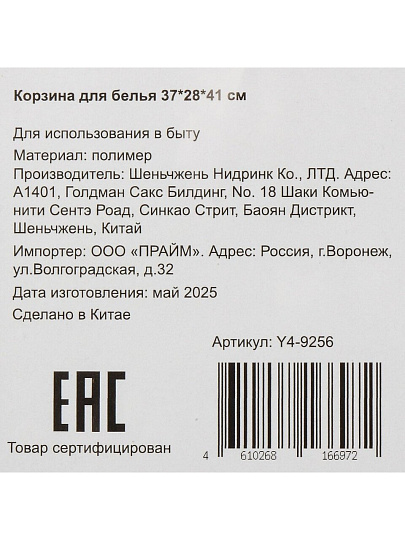 Корзина для белья 37*28*41 см
Для использования в быту
Материал: полимер
Производитель: Шеньчжень Нидринк Ко., ЛТД. Адрес:
А1401, Голдман Сакс Билдинг, No. 18 Шаки Комью-
нити Сентэ Роад, Синкао Стрит, Баоян Дистрикт,
Шеньчжень, Китай
Импортер: ООО «ПРАЙМ». Адрес: Россия, г.Воронеж,
ул.Волгоградская, д.32
Дата изготовления: май 2025
Сделано в Китае
Артикул: Y4-9256
EAC
Товар сертифицирован
4 610268 166972